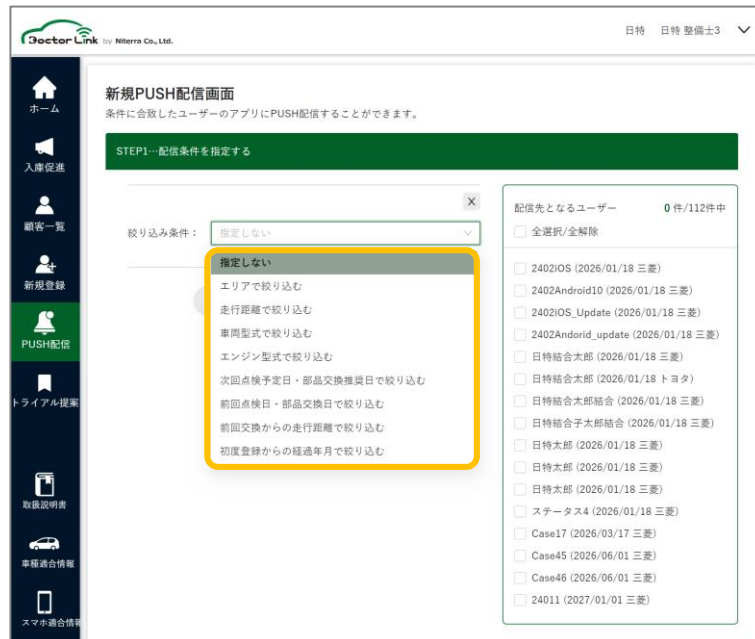 Doctor Link by Niterra Co., Ltd.
日特 日特 整備士3
ホーム
入庫促進
顧客一覧
新規登録
PUSH配信
トライアル提案
取扱説明書
車種適合情報
スマホ適合情報
新規PUSH配信画面
条件に合致したユーザーのアプリにPUSH配信することができます。
STEP1…配信条件を指定する
X
絞り込み条件： 指定しない
指定しない
エリアで絞り込む
走行距離で絞り込む
車両型式で絞り込む
エンジン型式で絞り込む
次回点検予定日・部品交換推奨日で絞り込む
前回点検日・部品交換日で絞り込む
前回交換からの走行距離で絞り込む
初度登録からの経過年月で絞り込む
配信先となるユーザー 0 件/112件中
全選択/全解除
2402iOS (2026/01/18 三菱)
2402Android10 (2026/01/18 三菱)
2402iOS_Update (2026/01/18 三菱)
2402Andorid_update (2026/01/18 三菱)
日特結合太郎 (2026/01/18 三菱)
日特結合太郎 (2026/01/18 トヨタ)
日特結合太郎結合 (2026/01/18 三菱)
日特結合子太郎結合 (2026/01/18 三菱)
日特太郎 (2026/01/18 三菱)
日特太郎 (2026/01/18 三菱)
日特太郎 (2026/01/18 三菱)
ステータス4 (2026/01/18 三菱)
Case17 (2026/03/17 三菱)
Case45 (2026/06/01 三菱)
Case46 (2026/06/01 三菱)
24011 (2027/01/01 三菱)